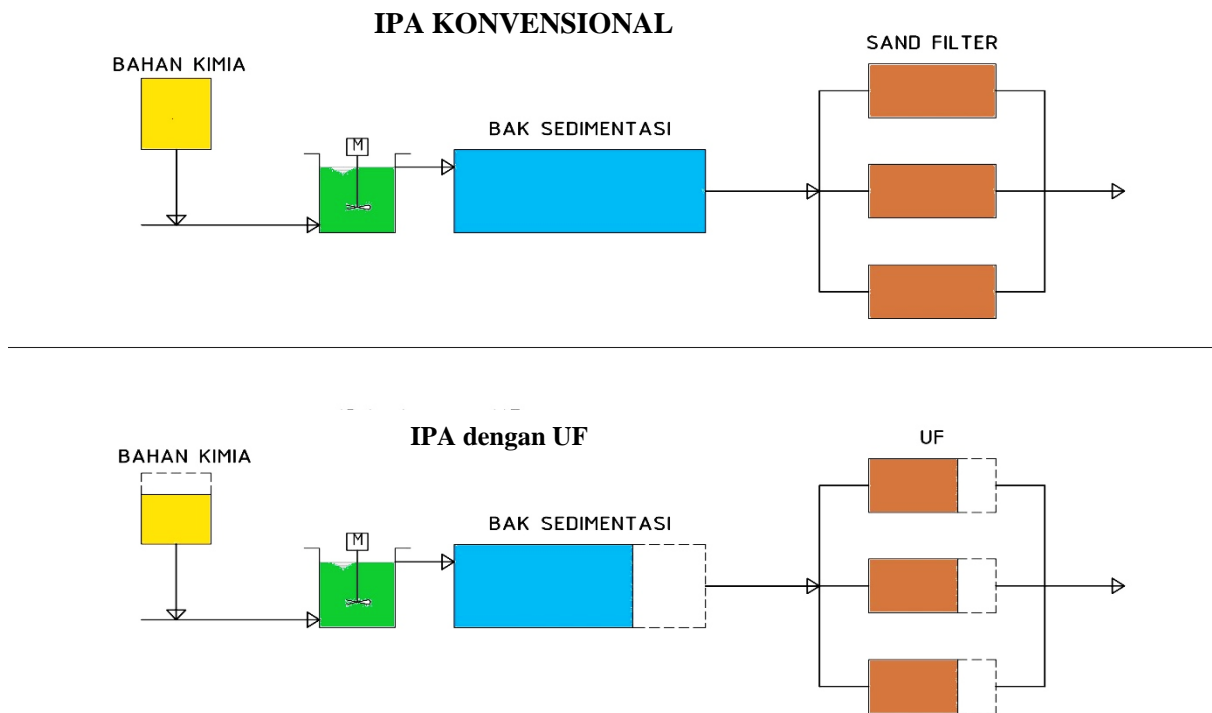 IPA KONVENSIONAL
SAND FILTER
BAHAN KIMIA
BAK SEDIMENTASI
M
IPA dengan UF
UF
BAHAN KIMIA
BAK SEDIMENTASI
M